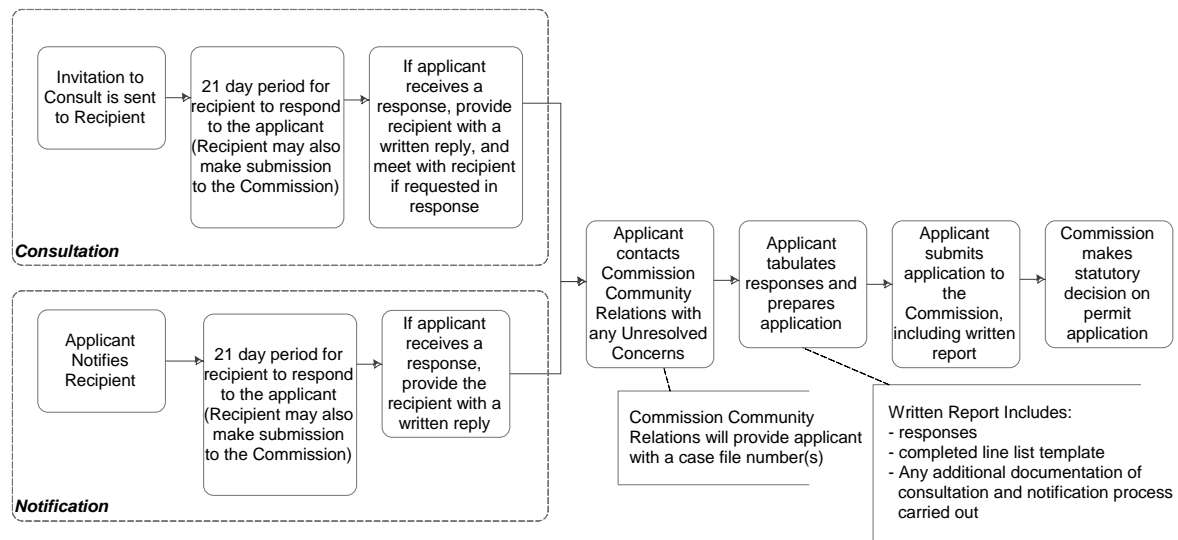 Invitation to
Consult is sent
to Recipient
21 day period for
recipient to respond
to the applicant
(Recipient may also
make submission
to the Commission)
If applicant
receives a
response, provide
recipient with a
written reply, and
meet with recipient
if requested in
response
Consultation
Applicant
Notifies
Recipient
21 day period for
recipient to respond
to the applicant
(Recipient may also
make submission
to the Commission)
If applicant
receives a
response,
provide the
recipient with a
written reply
Notification
Applicant
contacts
Commission
Community
Relations with
any Unresolved
Concerns
Applicant
tabulates
responses and
prepares
application
Applicant
submits
application to
the
Commission,
including written
report
Commission
makes
statutory
decision on
permit
application
Commission Community
Relations will provide applicant
with a case file number(s)
Written Report Includes:
- responses
- completed line list template
- Any additional documentation of
consultation and notification process
carried out